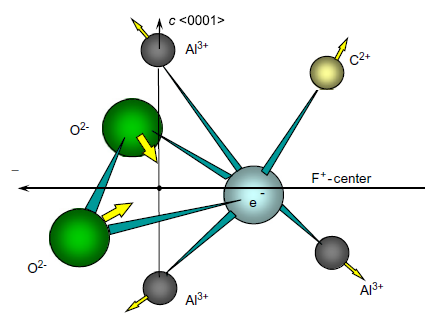 c <0001>
Al3+
C2+
O2-
–
F+-center
e-
O2-
Al3+
Al3+